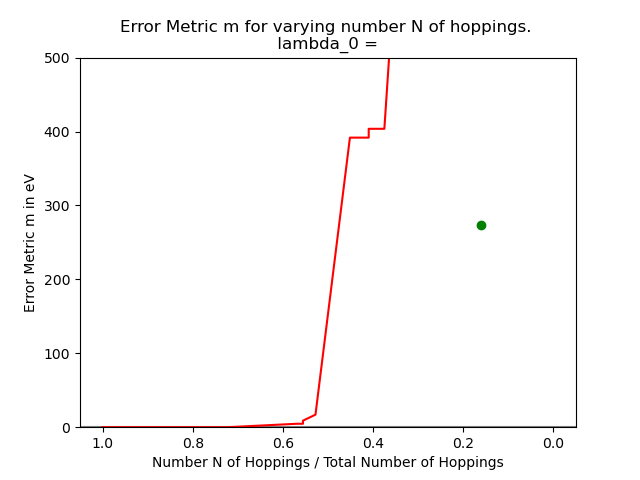 Error Metric m for varying number N of hoppings.
lambda_0 =
500
400
300
200
100
0
Error Metric m in eV
1.0 0.8 0.6 0.4 0.2 0.0
Number N of Hoppings / Total Number of Hoppings